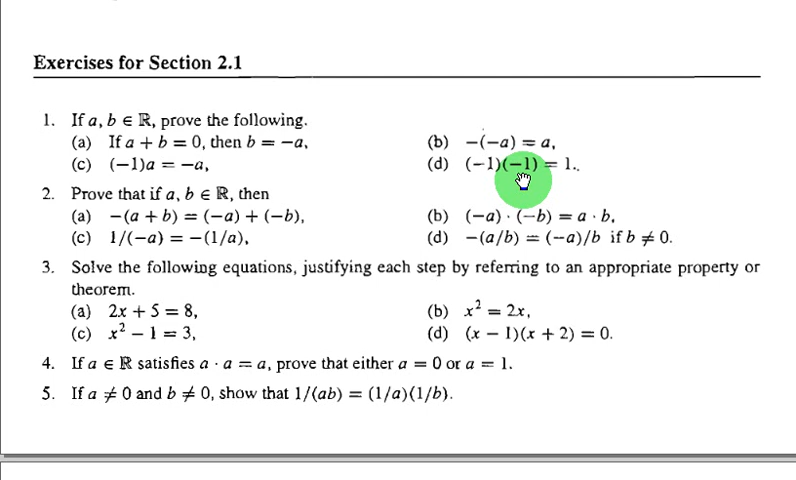 Exercises for Section 2.1
1. If a, b ∈ ℝ, prove the following.
(a) If a + b = 0, then b = −a, (b) −(−a) = a,
(c) (−1)a = −a, (d) (−1)(−1) = 1..
2. Prove that if a, b ∈ ℝ, then
(a) −(a + b) = (−a) + (−b), (b) (−a) · (−b) = a · b,
(c) 1/(−a) = −(1/a), (d) −(a/b) = (−a)/b if b ≠ 0.
3. Solve the following equations, justifying each step by referring to an appropriate property or
theorem.
(a) 2x + 5 = 8, (b) x² = 2x,
(c) x² − 1 = 3, (d) (x − 1)(x + 2) = 0.
4. If a ∈ ℝ satisfies a · a = a, prove that either a = 0 or a = 1.
5. If a ≠ 0 and b ≠ 0, show that 1/(ab) = (1/a)(1/b).